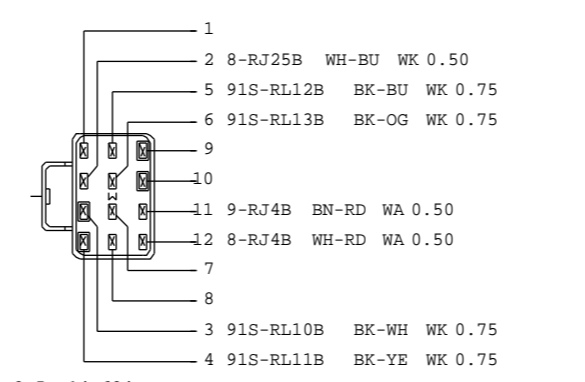 1
2 8-RJ25B WH-BU WK 0.50
5 91S-RL12B BK-BU WK 0.75
6 91S-RL13B BK-OG WK 0.75
9
10
11 9-RJ4B BN-RD WA 0.50
12 8-RJ4B WH-RD WA 0.50
7
8
3 91S-RL10B BK-WH WK 0.75
4 91S-RL11B BK-YE WK 0.75